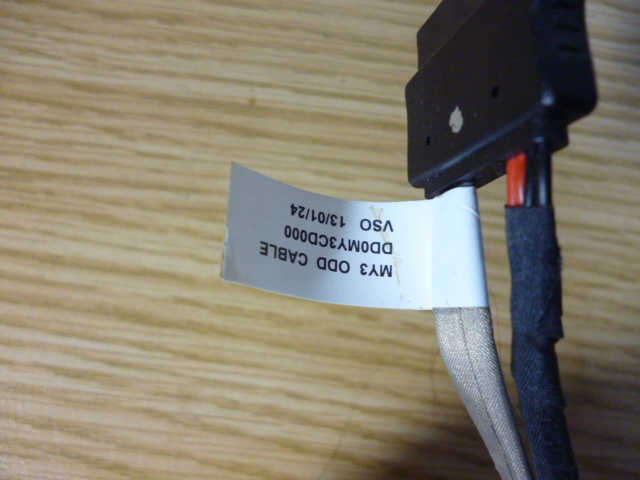 MY3 ODD CABLE
DD0MY3CD000
VSO 13/01/24